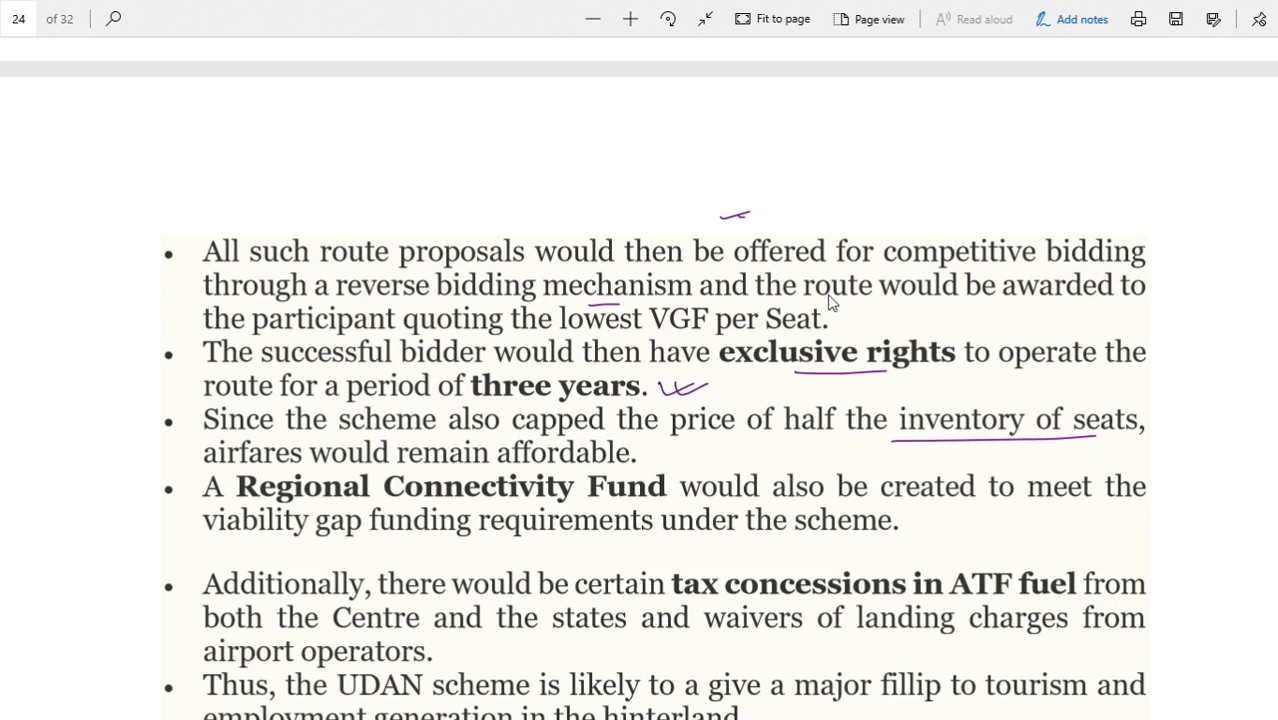 24 of 32 Fit to page Page view Read aloud Add notes
All such route proposals would then be offered for competitive bidding
through a reverse bidding mechanism and the route would be awarded to
the participant quoting the lowest VGF per Seat.
The successful bidder would then have exclusive rights to operate the
route for a period of three years.
Since the scheme also capped the price of half the inventory of seats,
airfares would remain affordable.
A Regional Connectivity Fund would also be created to meet the
viability gap funding requirements under the scheme.
Additionally, there would be certain tax concessions in ATF fuel from
both the Centre and the states and waivers of landing charges from
airport operators.
Thus, the UDAN scheme is likely to a give a major fillip to tourism and
employment generation in the hinterland.